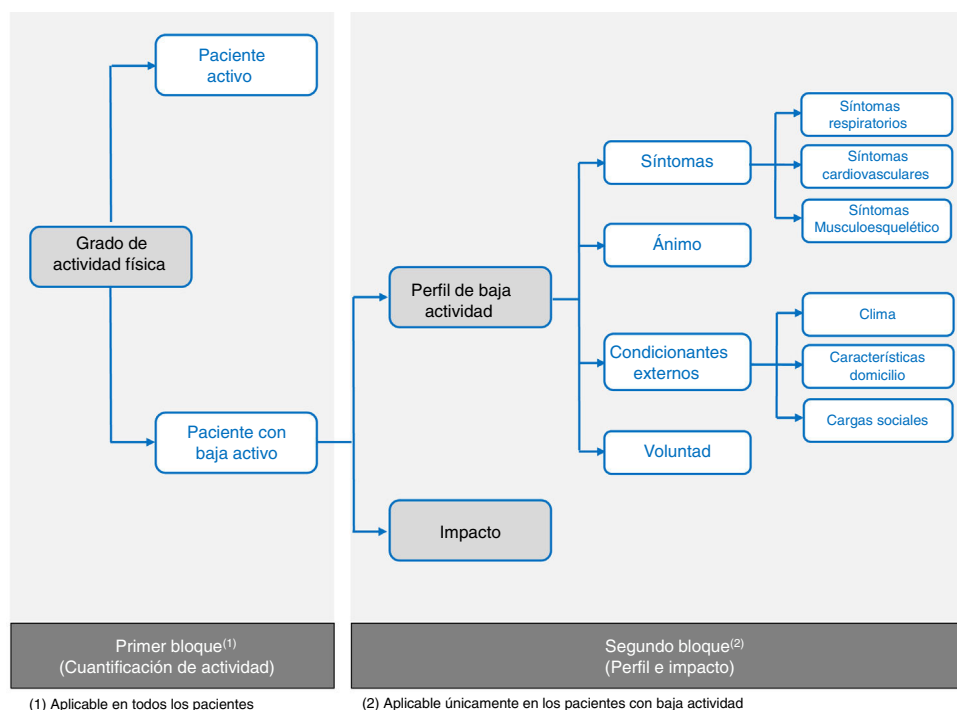 Paciente
activo
Grado de
actividad física
Paciente con
baja activo
Perfil de baja
actividad
Impacto
Síntomas
Ánimo
Condicionantes
externos
Voluntad
Síntomas
respiratorios
Síntomas
cardiovasculares
Síntomas
Musculoesquelético
Clima
Características
domicilio
Cargas sociales
Primer bloque(1)
(Cuantificación de actividad)
Segundo bloque(2)
(Perfil e impacto)
(1) Aplicable en todos los pacientes
(2) Aplicable únicamente en los pacientes con baja actividad